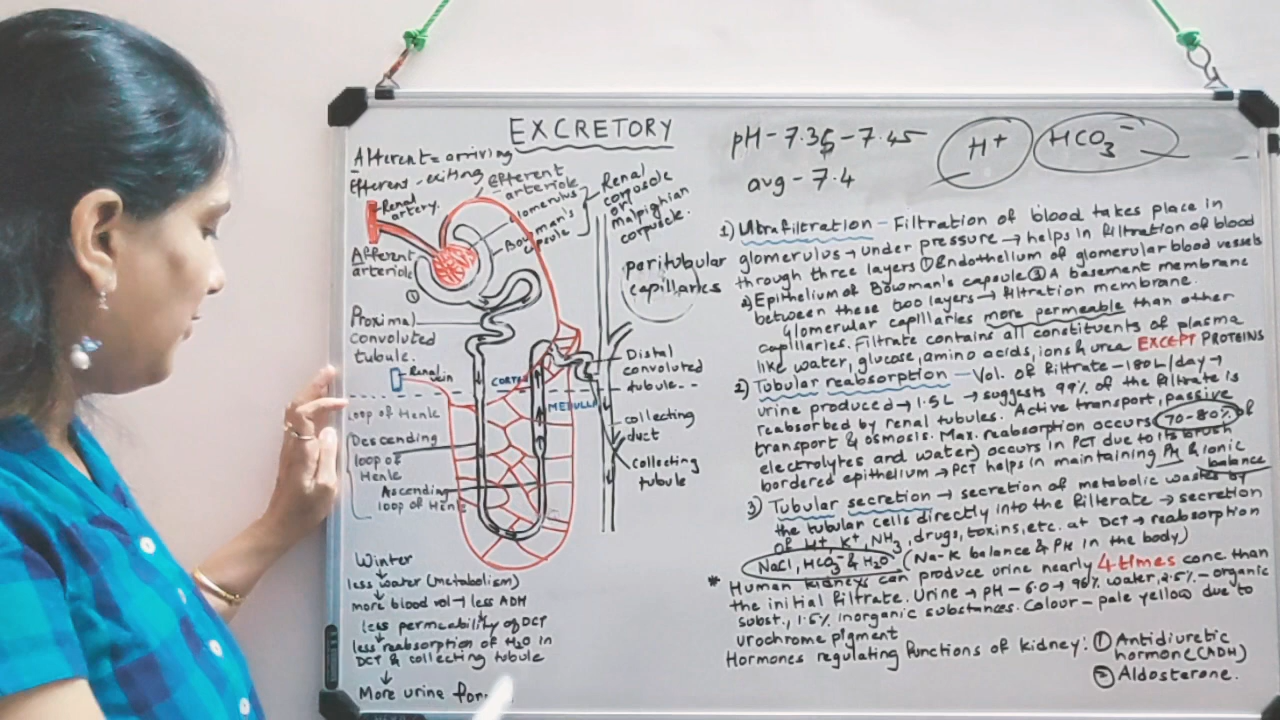 EXCRETORY
Afferent = arriving
Efferent - exiting
Renal
artery.
Efferent
arteriole
Glomerulus
Bowman's
capsule
Renal
corpuscle
or
malpighian
corpuscle.
Afferent
arteriole
①
peritubular
capillaries
Proximal
convoluted
tubule.
Renal
vein
CORTEX
MEDULLA
Distal
convoluted
tubule--
loop of Henle
collecting
duct
Descending
loop of
Henle
collecting
tubule
Ascending
loop of Henle
Winter
↓
less water (metabolism)
↓
more blood vol → less ADH
↓
less permeability of DCT
↓
less reabsorption of H2O in
DCT & collecting tubule
↓
More urine
pH - 7.35 - 7.45
avg - 7.4
H⁺
HCO₃⁻
1) Ultrafiltration - Filtration of blood takes place in
glomerulus → under pressure → helps in filtration of blood
through three layers ① Endothelium of glomerular blood vessels
② Epithelium of Bowman's capsule ③ A basement membrane
between these two layers → filtration membrane.
Glomerular capillaries more permeable than other
capillaries. Filtrate contains all constituents of plasma
like water, glucose, amino acids, ions & urea EXCEPT PROTEINS
2) Tubular reabsorption - Vol. of filtrate - 180L/day →
urine produced → 1.5L → suggests 99% of the filtrate is
reabsorbed by renal tubules. Active transport, passive
transport & osmosis. Max. reabsorption occurs (70-80% of
electrolytes and water) occurs in PCT due to its brush
bordered epithelium → PCT helps in maintaining PH & ionic
balance
3) Tubular secretion → secretion of metabolic wastes by
the tubular cells directly into the filterate → secretion
of H⁺, K⁺, NH₃, drugs, toxins, etc. at DCT → reabsorption
NaCl, HCO₃⁻ & H₂O (Na-K balance & PH in the body)
* Human kidneys can produce urine nearly 4 times conc. than
the initial filtrate. Urine → pH - 6.0 → 96% water, 2.5% - organic
subst., 1.5% inorganic substances. Colour - pale yellow due to
urochrome pigment
Hormones regulating functions of kidney: ① Antidiuretic
hormone (ADH)
② Aldosterone.